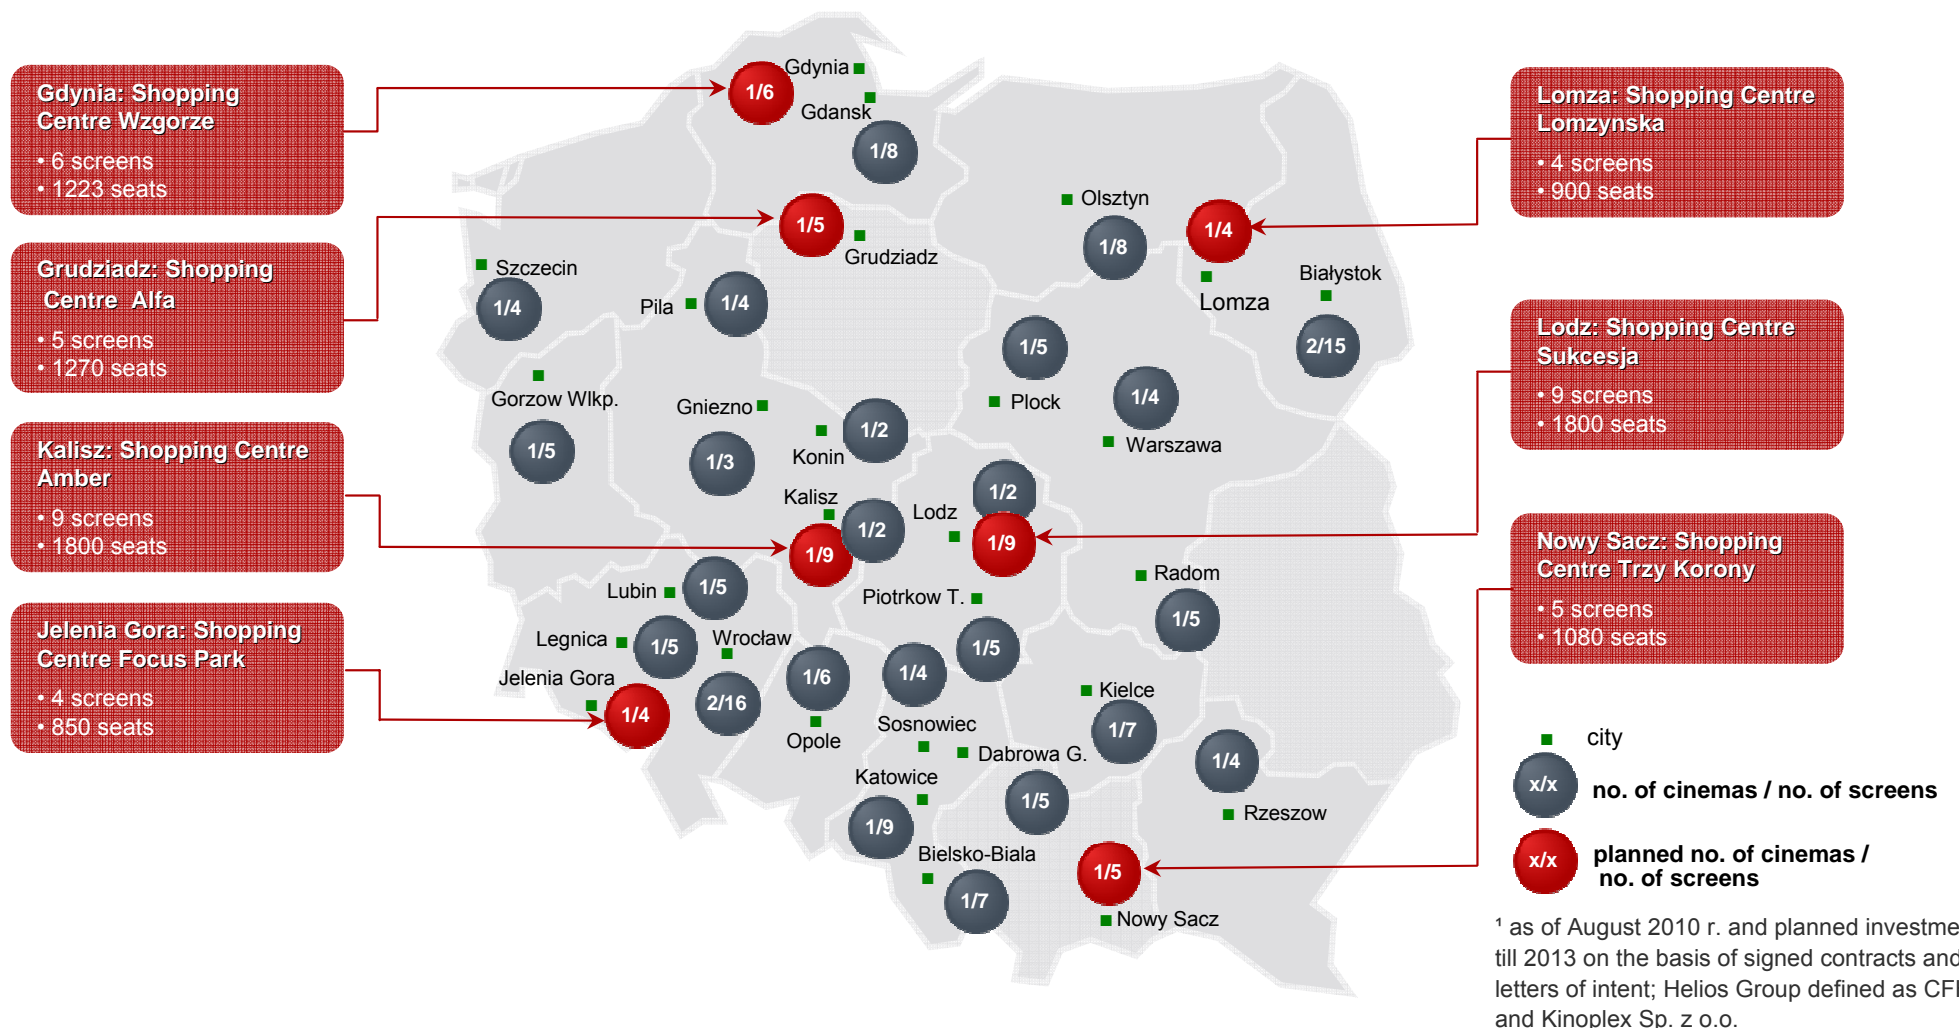 Gdynia: Shopping
Centre Wzgorze
• 6 screens
• 1223 seats
Grudziadz: Shopping
Centre Alfa
• 5 screens
• 1270 seats
Kalisz: Shopping Centre
Amber
• 9 screens
• 1800 seats
Jelenia Gora: Shopping
Centre Focus Park
• 4 screens
• 850 seats
Gdynia
1/6
Gdansk
1/8
1/5
Grudziadz
Olsztyn
1/8
1/4
Lomza
Białystok
2/15
Szczecin
1/4
Pila
1/4
1/5
Plock
1/4
Warszawa
Gorzow Wlkp.
1/5
Gniezno
1/3
Konin
1/2
Kalisz
1/2
1/9
Lodz
1/2
1/9
Lubin
1/5
Piotrkow T.
1/5
Radom
1/5
Legnica
1/5
Wrocław
2/16
Jelenia Gora
1/4
1/6
Opole
1/4
Sosnowiec
Dabrowa G.
1/5
Kielce
1/7
1/4
Rzeszow
Katowice
1/9
Bielsko-Biala
1/7
1/5
Nowy Sacz
Lomza: Shopping Centre
Lomzynska
• 4 screens
• 900 seats
Lodz: Shopping Centre
Sukcesja
• 9 screens
• 1800 seats
Nowy Sacz: Shopping
Centre Trzy Korony
• 5 screens
• 1080 seats
city
x/x
no. of cinemas / no. of screens
x/x
planned no. of cinemas /
no. of screens
¹ as of August 2010 r. and planned investme
till 2013 on the basis of signed contracts and
letters of intent; Helios Group defined as
and Kinoplex Sp. z o.o.